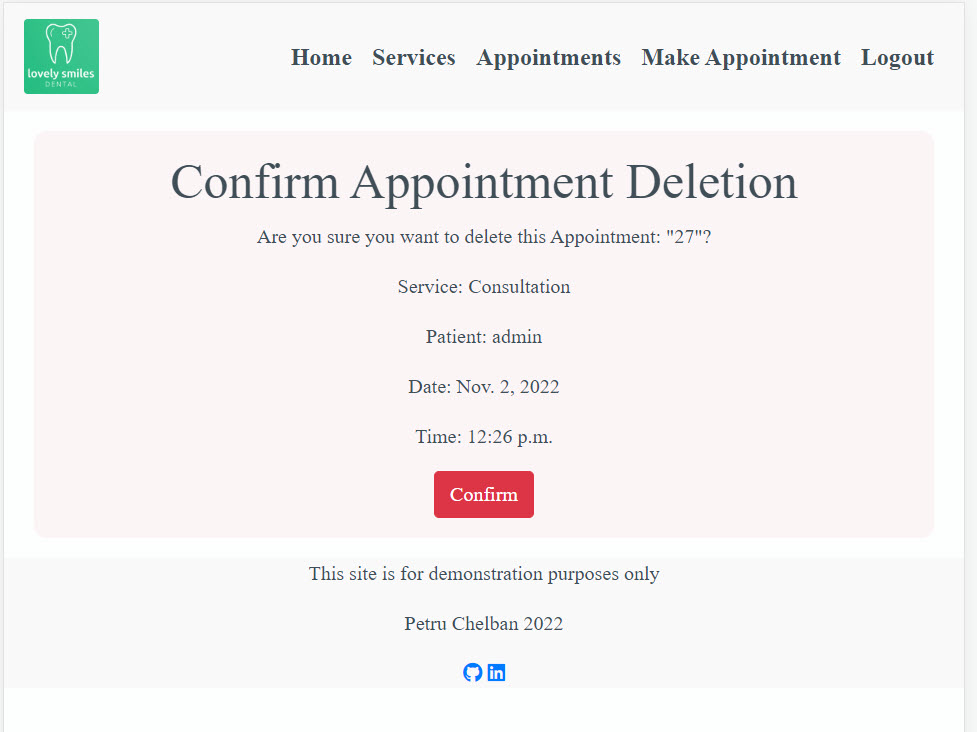 lovely smiles
DENTAL
Home Services Appointments Make Appointment Logout
Confirm Appointment Deletion
Are you sure you want to delete this Appointment: "27"?
Service: Consultation
Patient: admin
Date: Nov. 2, 2022
Time: 12:26 p.m.
Confirm
This site is for demonstration purposes only
Petru Chelban 2022
in